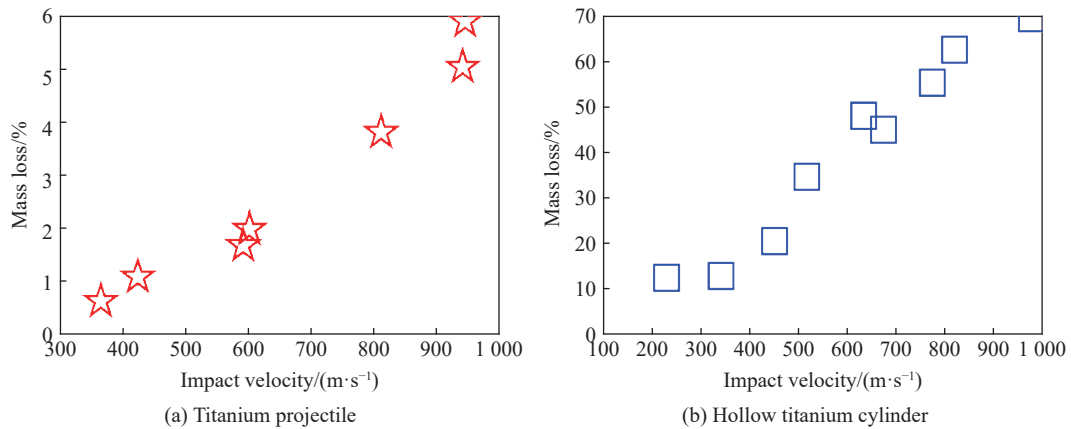 6
5
4
3
2
1
0
300 400 500 600 700 800 900 1 000
Mass loss/%
Impact velocity/(m·s⁻¹)
(a) Titanium projectile
70
60
50
40
30
20
10
0
100 200 300 400 500 600 700 800 900 1 000
Mass loss/%
Impact velocity/(m·s⁻¹)
(b) Hollow titanium cylinder